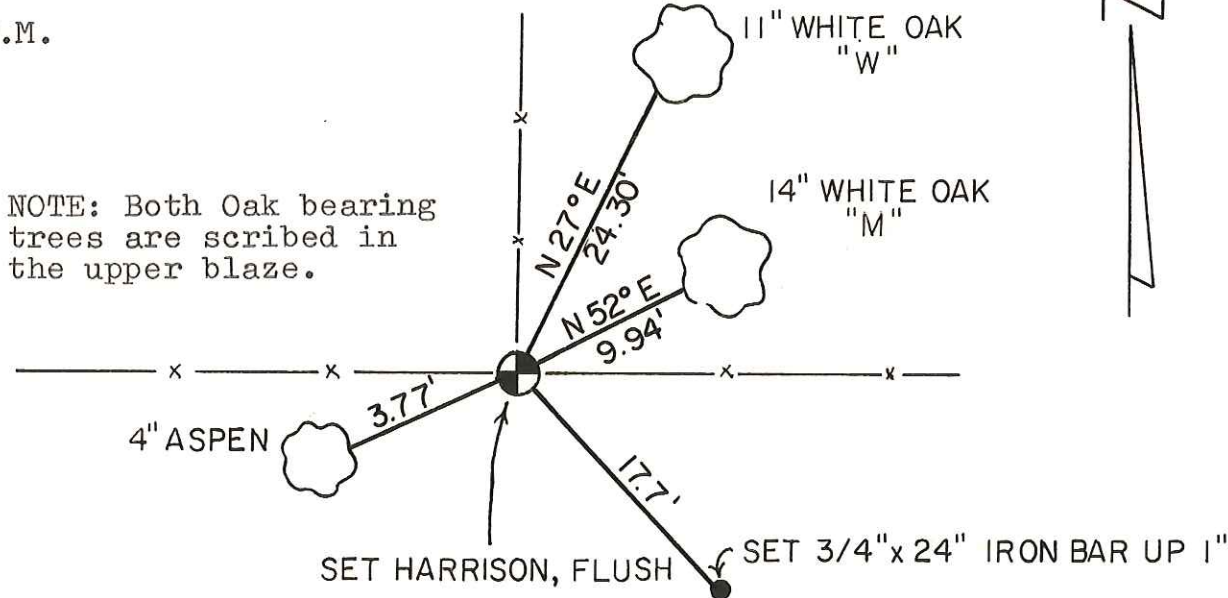 .M.
11" WHITE OAK
"W"
NOTE: Both Oak bearing
trees are scribed in
the upper blaze.
14" WHITE OAK
"M"
N 27° E
24.30'
N 52° E
9.94'
3.77'
4" ASPEN
17.7'
SET HARRISON, FLUSH
SET 3/4" x 24" IRON BAR UP 1"